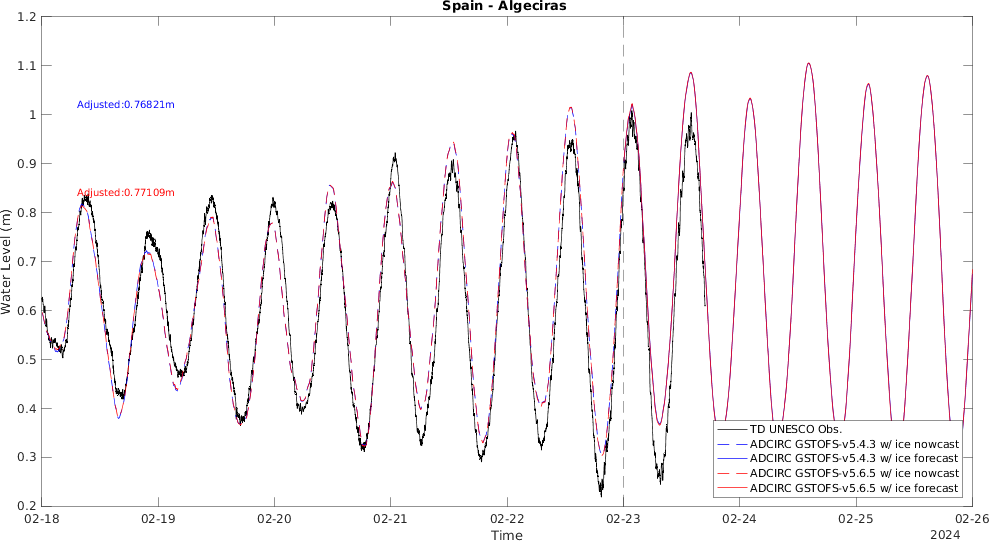 Spain - Algeciras
1.2
1.1
1
0.9
0.8
0.7
0.6
0.5
0.4
0.3
0.2
Water Level (m)
Adjusted:0.76821m
Adjusted:0.77109m
TD UNESCO Obs.
ADCIRC GSTOFS-v5.4.3 w/ ice nowcast
ADCIRC GSTOFS-v5.4.3 w/ ice forecast
ADCIRC GSTOFS-v5.6.5 w/ ice nowcast
ADCIRC GSTOFS-v5.6.5 w/ ice forecast
02-18 02-19 02-20 02-21 02-22 02-23 02-24 02-25 02-26
Time
2024